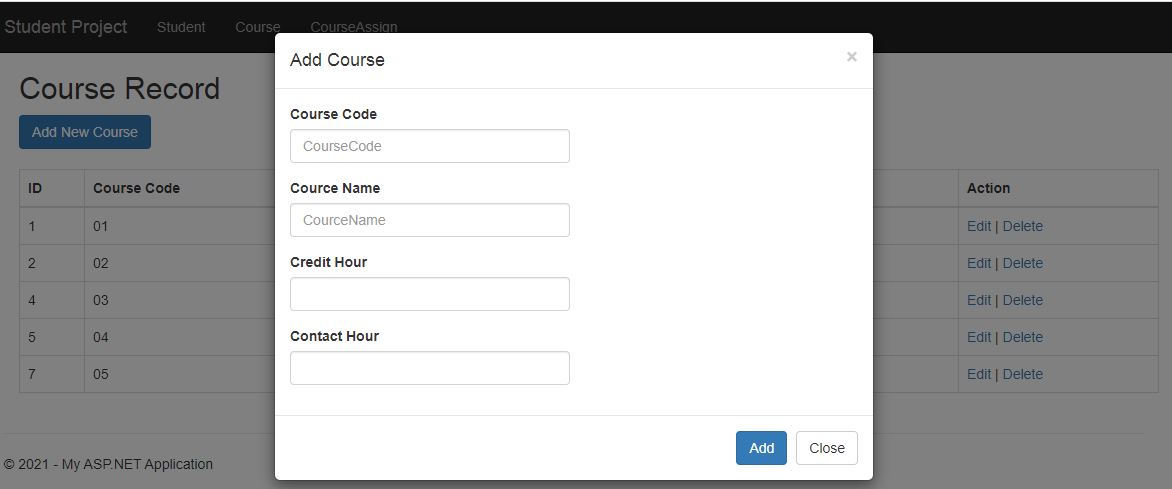 Student Project Student Course CourseAssign
Add Course ×
Course Record
Add New Course
Course Code
CourseCode
Cource Name
CourceName
Credit Hour
Contact Hour
Add Close
ID Course Code Action
1 01 Edit | Delete
2 02 Edit | Delete
4 03 Edit | Delete
5 04 Edit | Delete
7 05 Edit | Delete
© 2021 - My ASP.NET Application